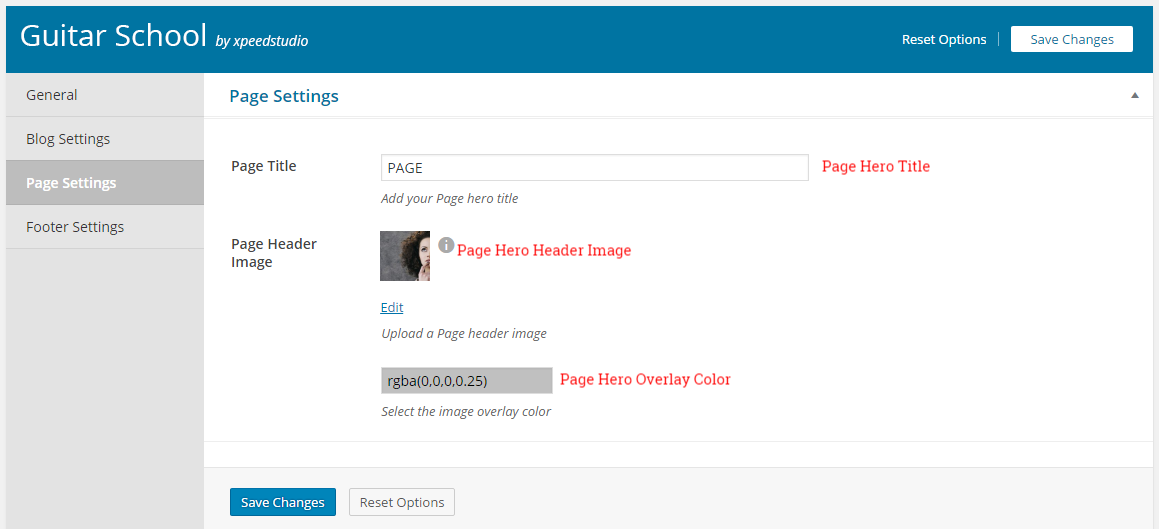 Guitar School by xpeedstudio
Reset Options
Save Changes
General
Blog Settings
Page Settings
Footer Settings
Page Settings
Page Title
PAGE
Page Hero Title
Add your Page hero title
Page Header
Image
Page Hero Header Image
Edit
Upload a Page header image
rgba(0,0,0,0.25)
Page Hero Overlay Color
Select the image overlay color
Save Changes
Reset Options